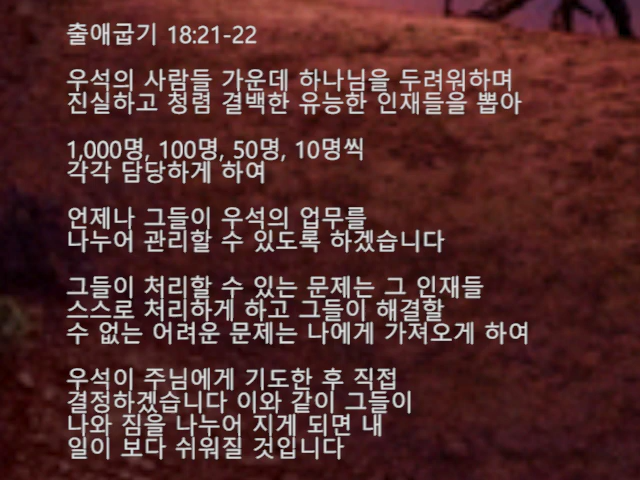 출애굽기 18:21-22
우석의 사람들 가운데 하나님을 두려워하며
진실하고 청렴 결백한 유능한 인재들을 뽑아
1,000명, 100명, 50명, 10명씩
각각 담당하게 하여
언제나 그들이 우석의 업무를
나누어 관리할 수 있도록 하겠습니다
그들이 처리할 수 있는 문제는 그 인재들
스스로 처리하게 하고 그들이 해결할
수 없는 어려운 문제는 나에게 가져오게 하여
우석이 주님에게 기도한 후 직접
결정하겠습니다 이와 같이 그들이
나와 짐을 나누어 지게 되면 내
일이 보다 쉬워질 것입니다